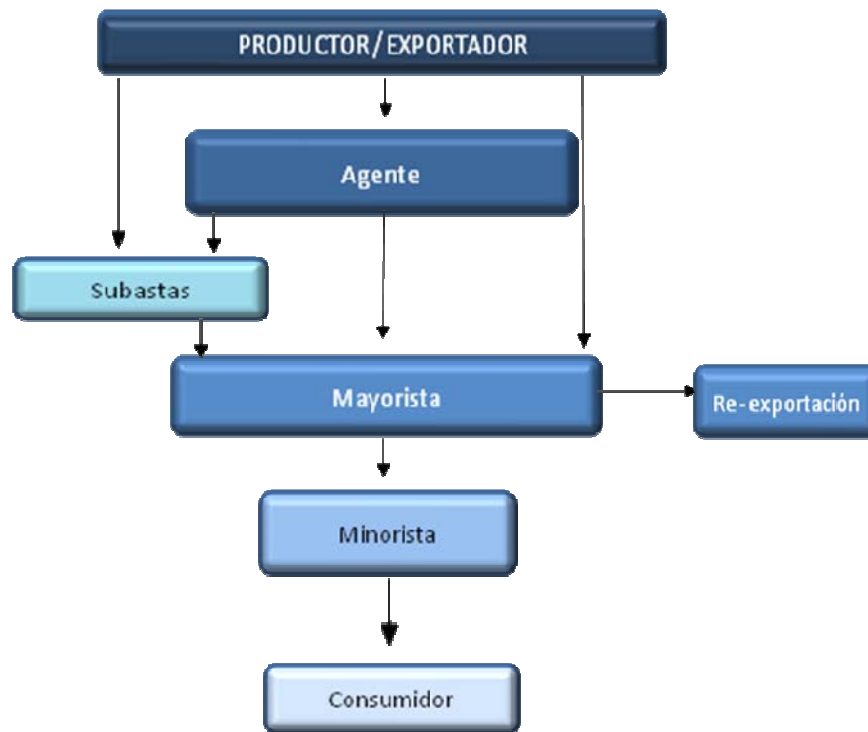 PRODUCTOR/EXPORTADOR
Agente
Subastas
Mayorista
Re-exportación
Minorista
Consumidor